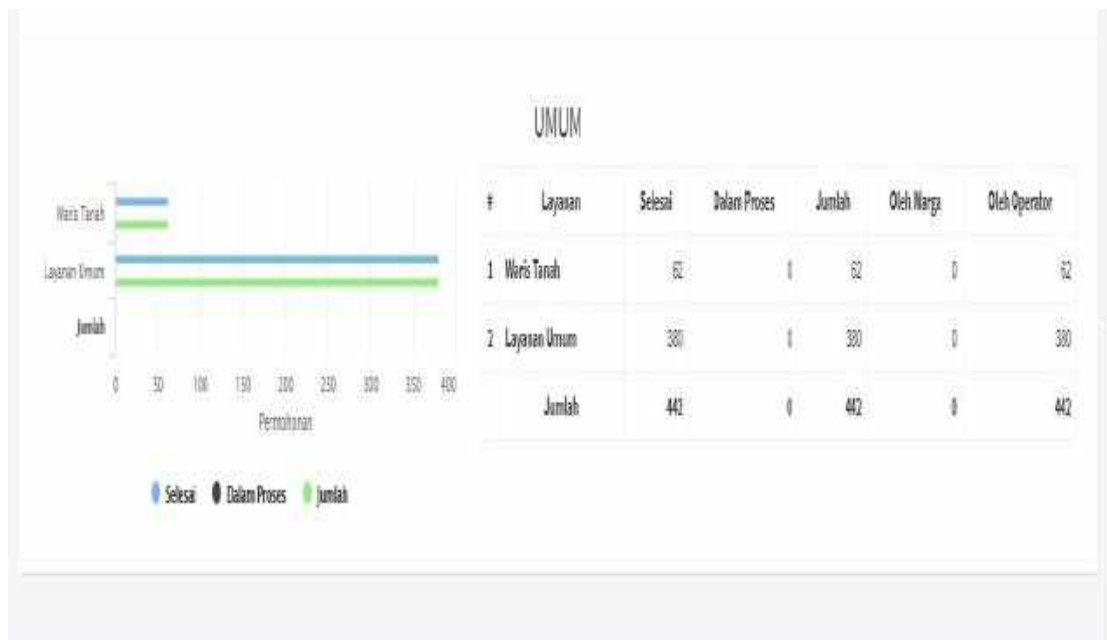 UMUM
Waris Tanah
Layanan Umum
Jumlah
0 50 100 150 200 250 300 350 400
Permohonan
Selesai Dalam Proses Jumlah
# Layanan Selesai Dalam Proses Jumlah Oleh Warga Oleh Operator
1 Waris Tanah 62 0 62 0 62
2 Layanan Umum 380 0 380 0 380
Jumlah 442 0 442 0 442